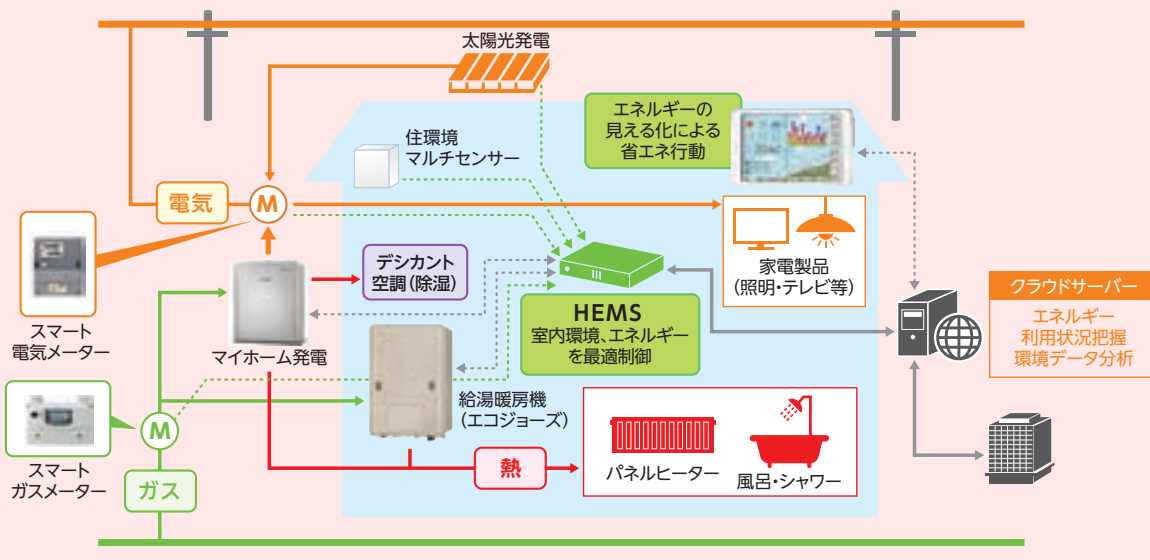 太陽光発電
エネルギーの
見える化による
省エネ行動
住環境
マルチセンサー
電気
M
家電製品
(照明・テレビ等)
デシカント
空調(除湿)
HEMS
室内環境、エネルギー
を最適制御
クラウドサーバー
エネルギー
利用状況把握
環境データ分析
スマート
電気メーター
マイホーム発電
給湯暖房機
(エコジョーズ)
M
スマート
ガスメーター
ガス
熱
パネルヒーター
風呂・シャワー